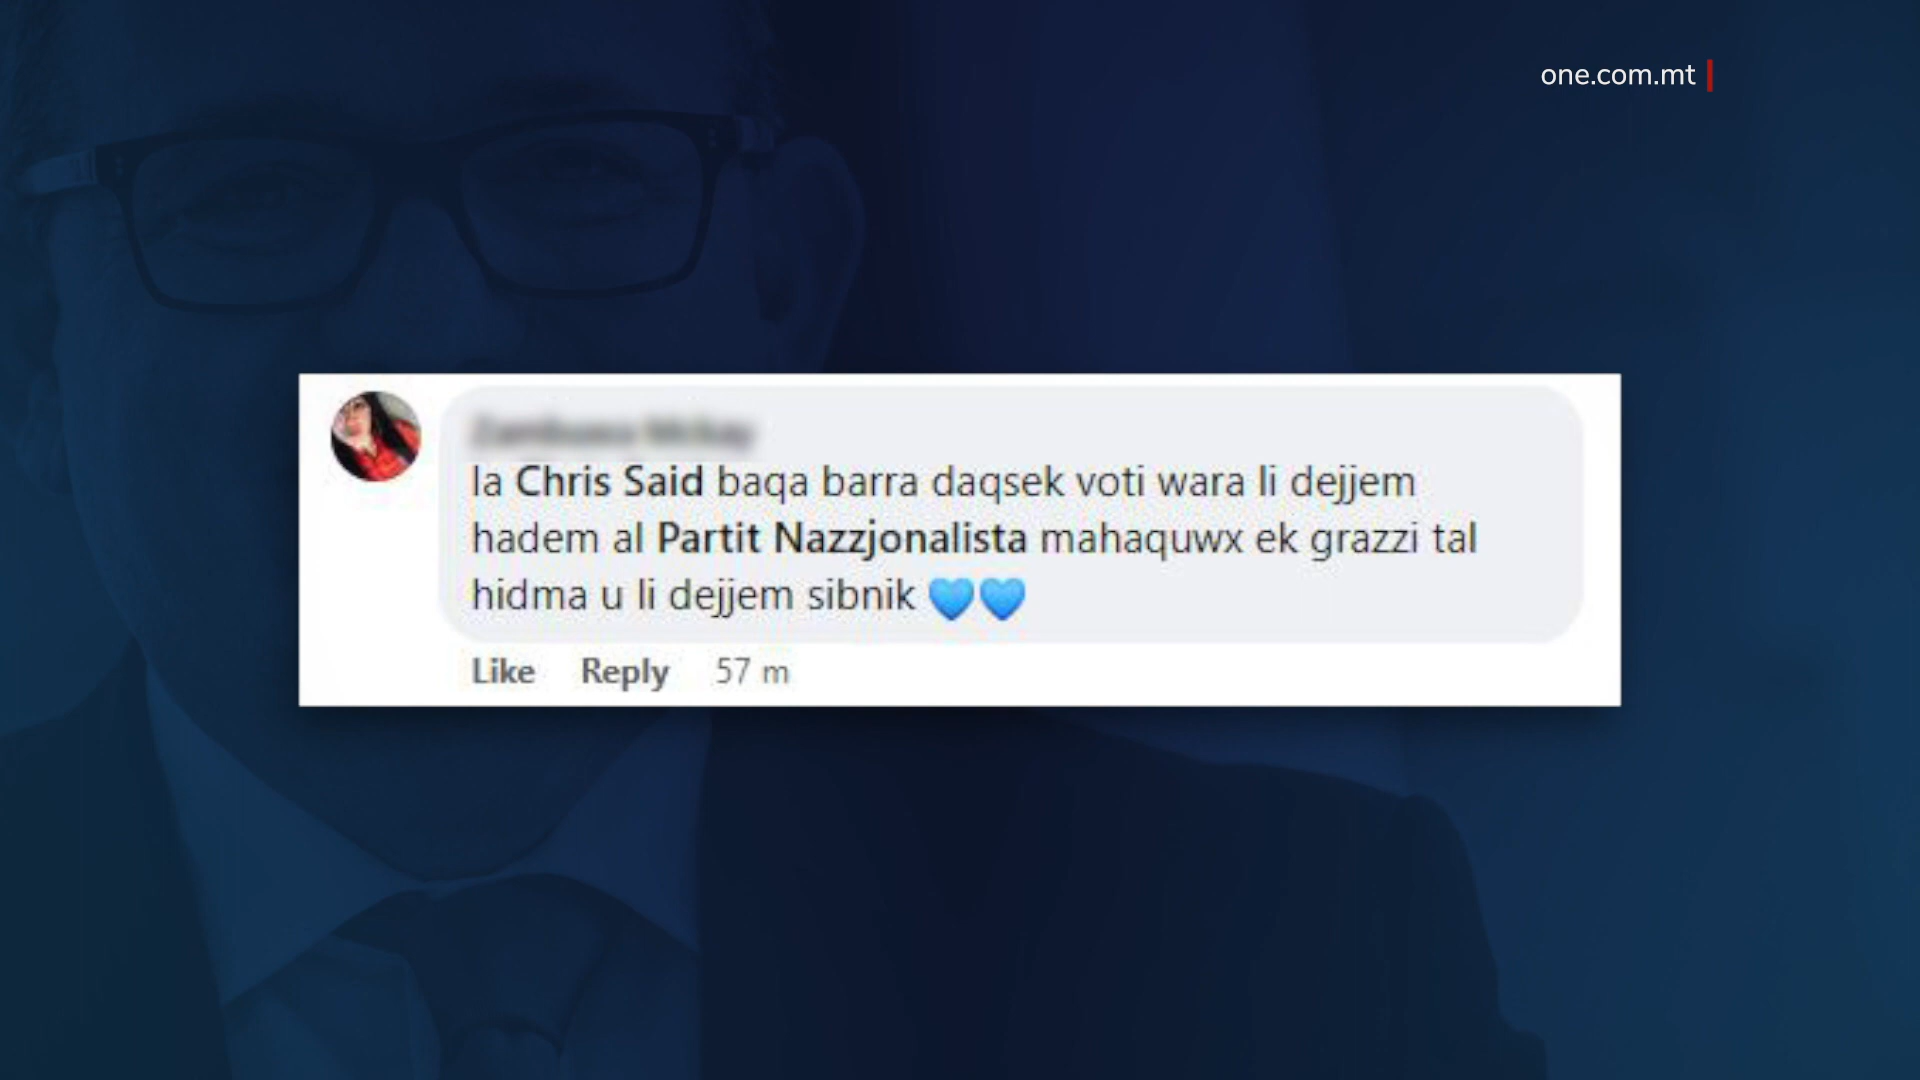 one.com.mt
la Chris Said baqa barra daqsek voti wara li dejjem
hadem al Partit Nazzjonalista mahaquwx ek grazzi tal
hidma u li dejjem sibnik 💙💙
Like Reply 57 m